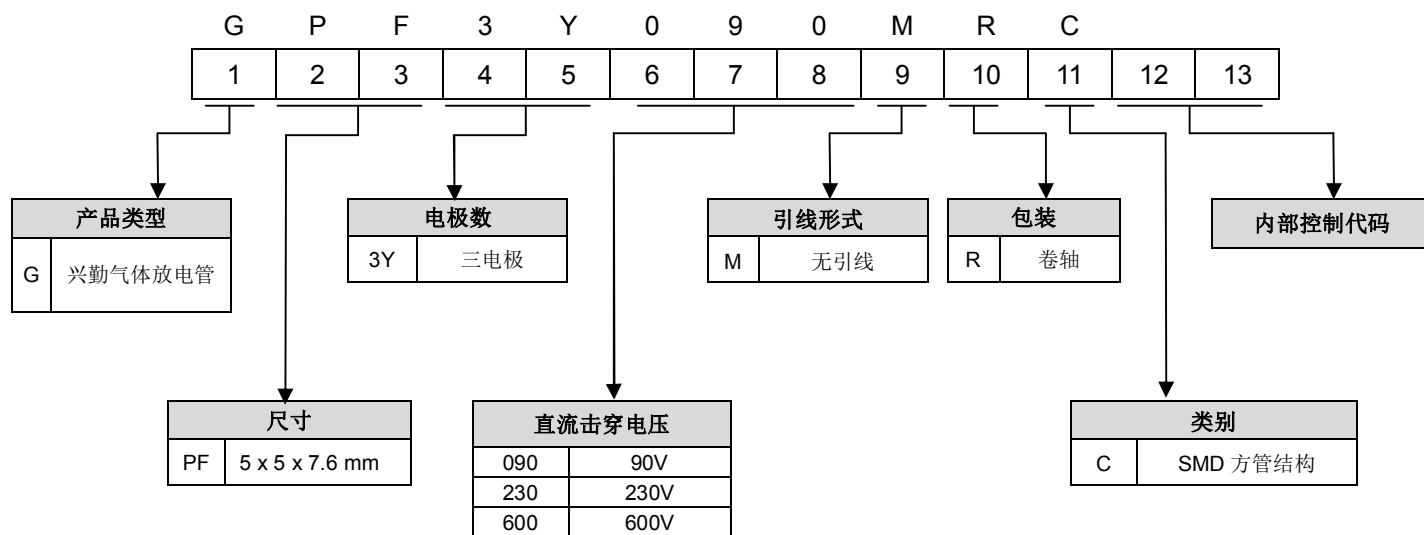 G P F 3 Y 0 9 0 M R C
1 2 3 4 5 6 7 8 9 10 11 12 13
产品类型
G 兴勤气体放电管
电极数
3Y 三电极
引线形式
M 无引线
包装
R 卷轴
内部控制代码
尺寸
PF 5 x 5 x 7.6 mm
直流击穿电压
090 90V
230 230V
600 600V
类别
C SMD 方管结构